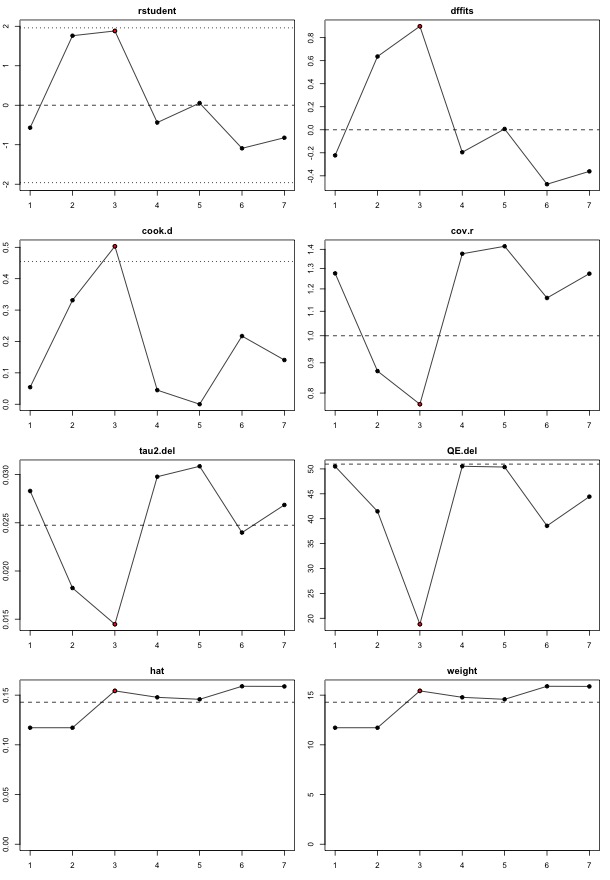 rstudent
2
1
0
-1
-2
1 2 3 4 5 6 7
dffits
0.8
0.6
0.4
0.2
0.0
-0.2
-0.4
1 2 3 4 5 6 7
cook.d
0.5
0.4
0.3
0.2
0.1
0.0
1 2 3 4 5 6 7
cov.r
1.4
1.3
1.2
1.1
1.0
0.9
0.8
1 2 3 4 5 6 7
tau2.del
0.030
0.025
0.020
0.015
1 2 3 4 5 6 7
QE.del
50
45
40
35
30
25
20
1 2 3 4 5 6 7
hat
0.15
0.10
0.05
0.00
1 2 3 4 5 6 7
weight
15
10
5
0
1 2 3 4 5 6 7